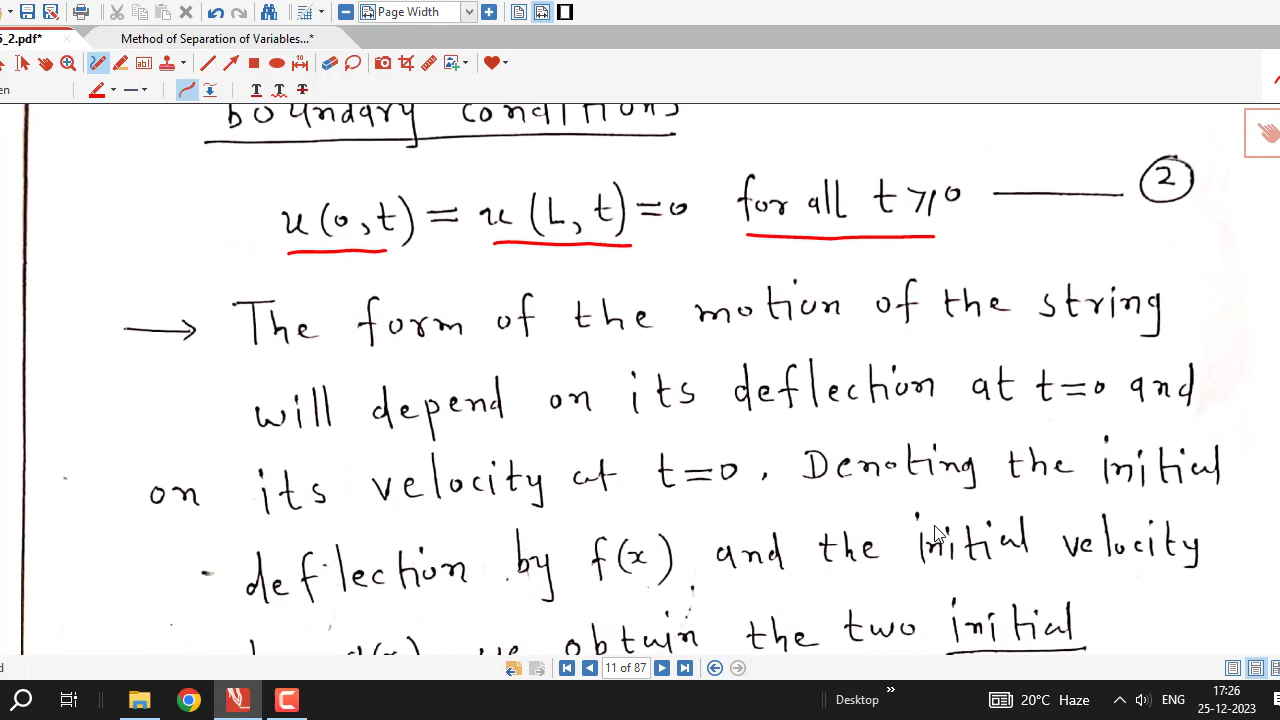 Page Width
5_2.pdf*
Method of Separation of Variables...*
boundary conditions
u(0,t) = u(L,t) = 0 for all t ⩾ 0 ——— ②
→ The form of the motion of the string
will depend on its deflection at t=0 and
on its velocity at t=0. Denoting the initial
deflection by f(x) and the initial velocity
we obtain the two initial
11 of 87
Desktop
»
20°C Haze
ENG
17:26
25-12-2023